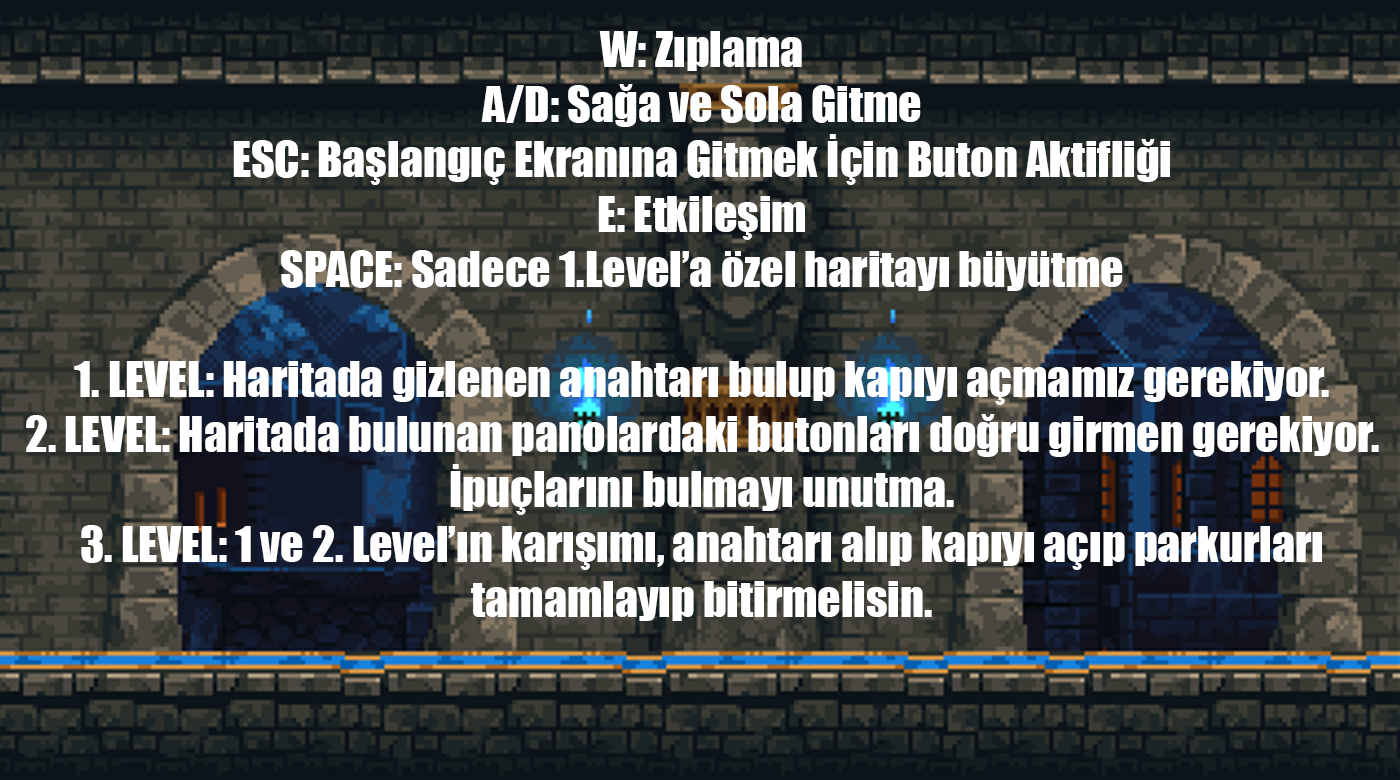 W: Zıplama
A/D: Sağa ve Sola Gitme
ESC: Başlangıç Ekranına Gitmek İçin Buton Aktifliği
E: Etkileşim
SPACE: Sadece 1.Level’a özel haritayı büyütme
1. LEVEL: Haritada gizlenen anahtarı bulup kapıyı açmamız gerekiyor.
2. LEVEL: Haritada bulunan panolardaki butonları doğru girmen gerekiyor.
İpuçlarını bulmayı unutma.
3. LEVEL: 1 ve 2. Level’ın karışımı, anahtarı alıp kapıyı açıp parkurları
tamamlayıp bitirmelisin.